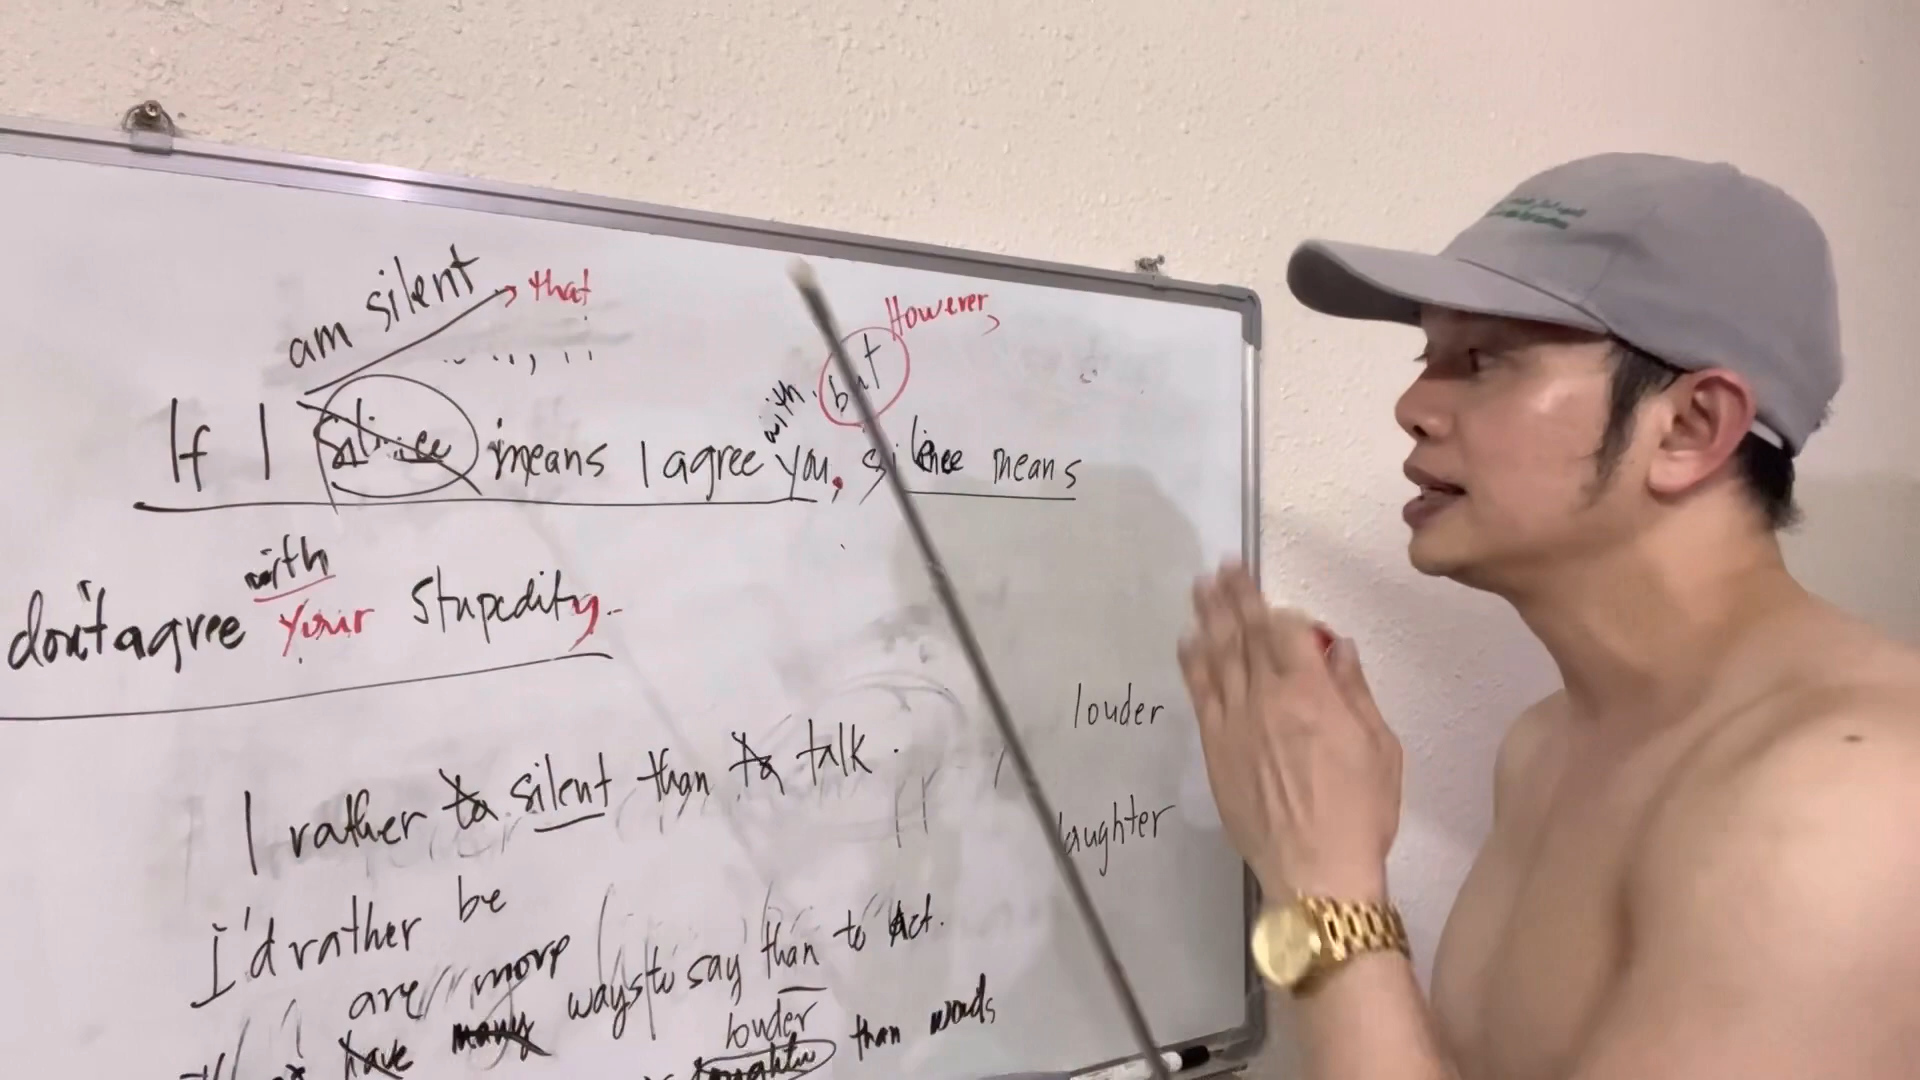 am silent that
However,
with. but
If I silince means I agree you, silence means
with
don't agree your stupedity.
I rather to silent than to talk.
louder
laughter
I'd rather be
are more
have many ways to say than to Act.
louder
than words